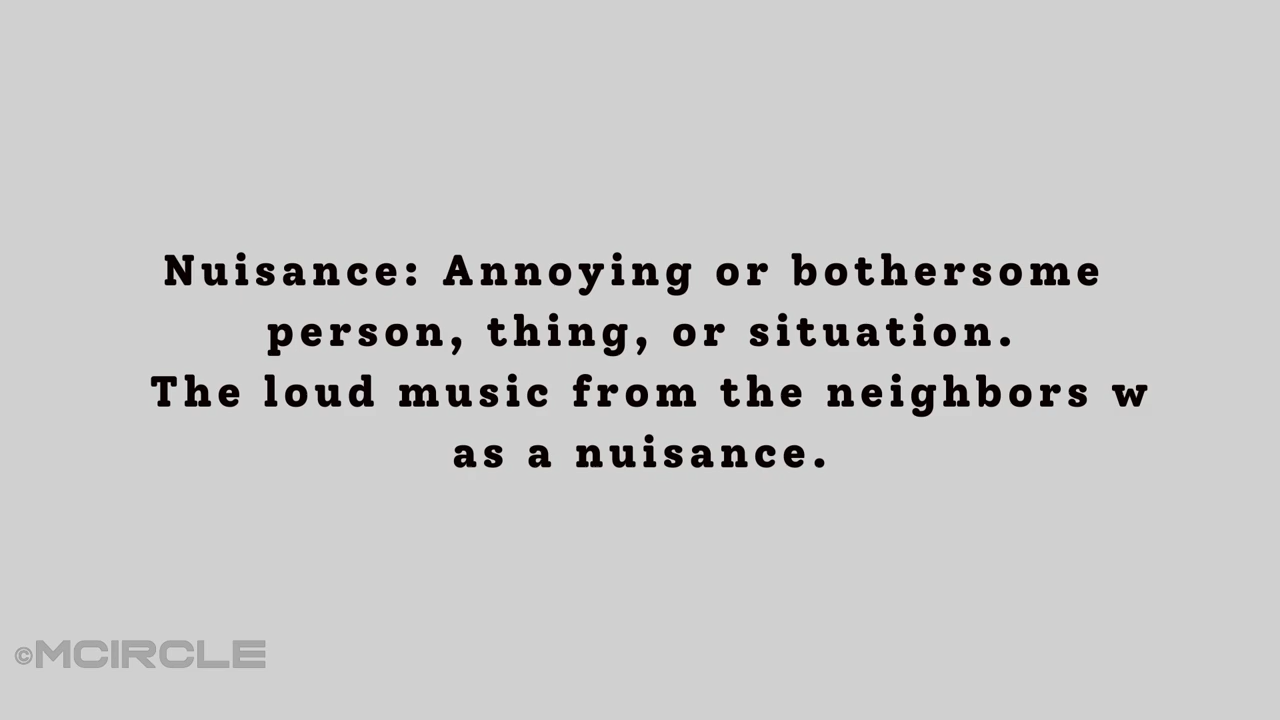 Nuisance: Annoying or bothersome
person, thing, or situation.
The loud music from the neighbors w
as a nuisance.
©MCIRCLE